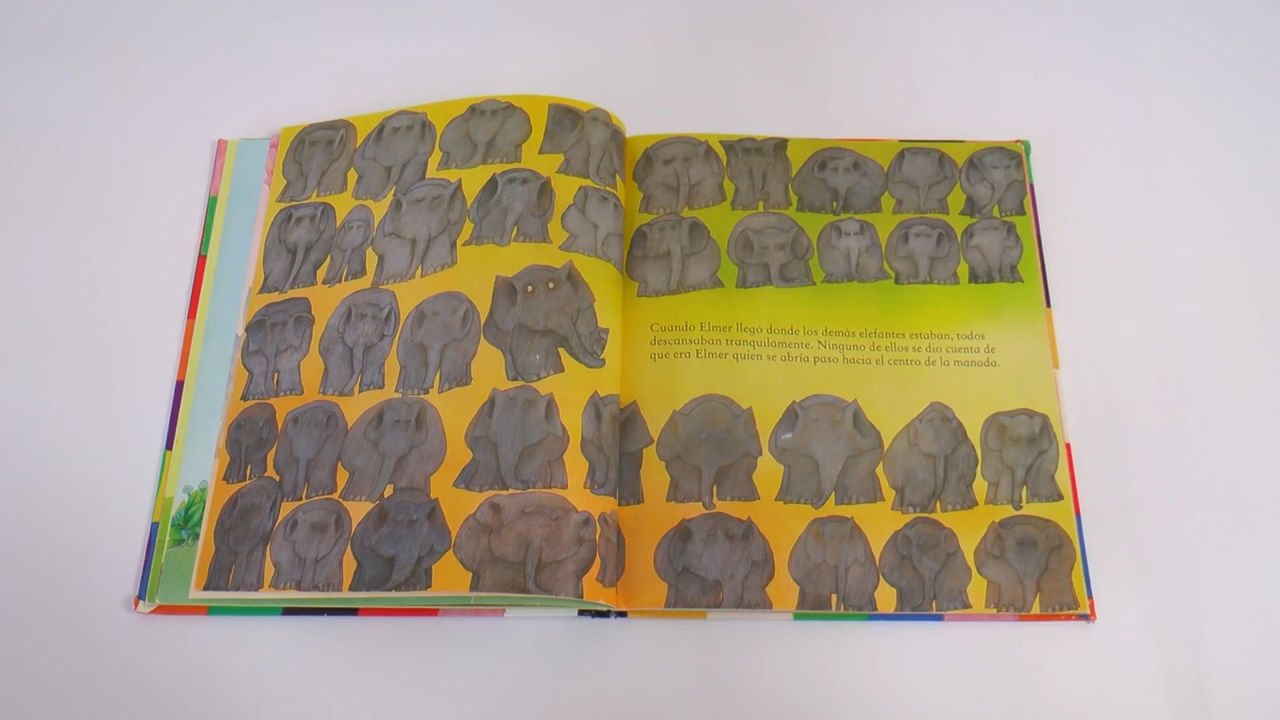 Cuando Elmer llegó donde los demás elefantes estaban, todos
descansaban tranquilamente. Ninguno de ellos se dio cuenta de
que era Elmer quien se abría paso hacia el centro de la manada.